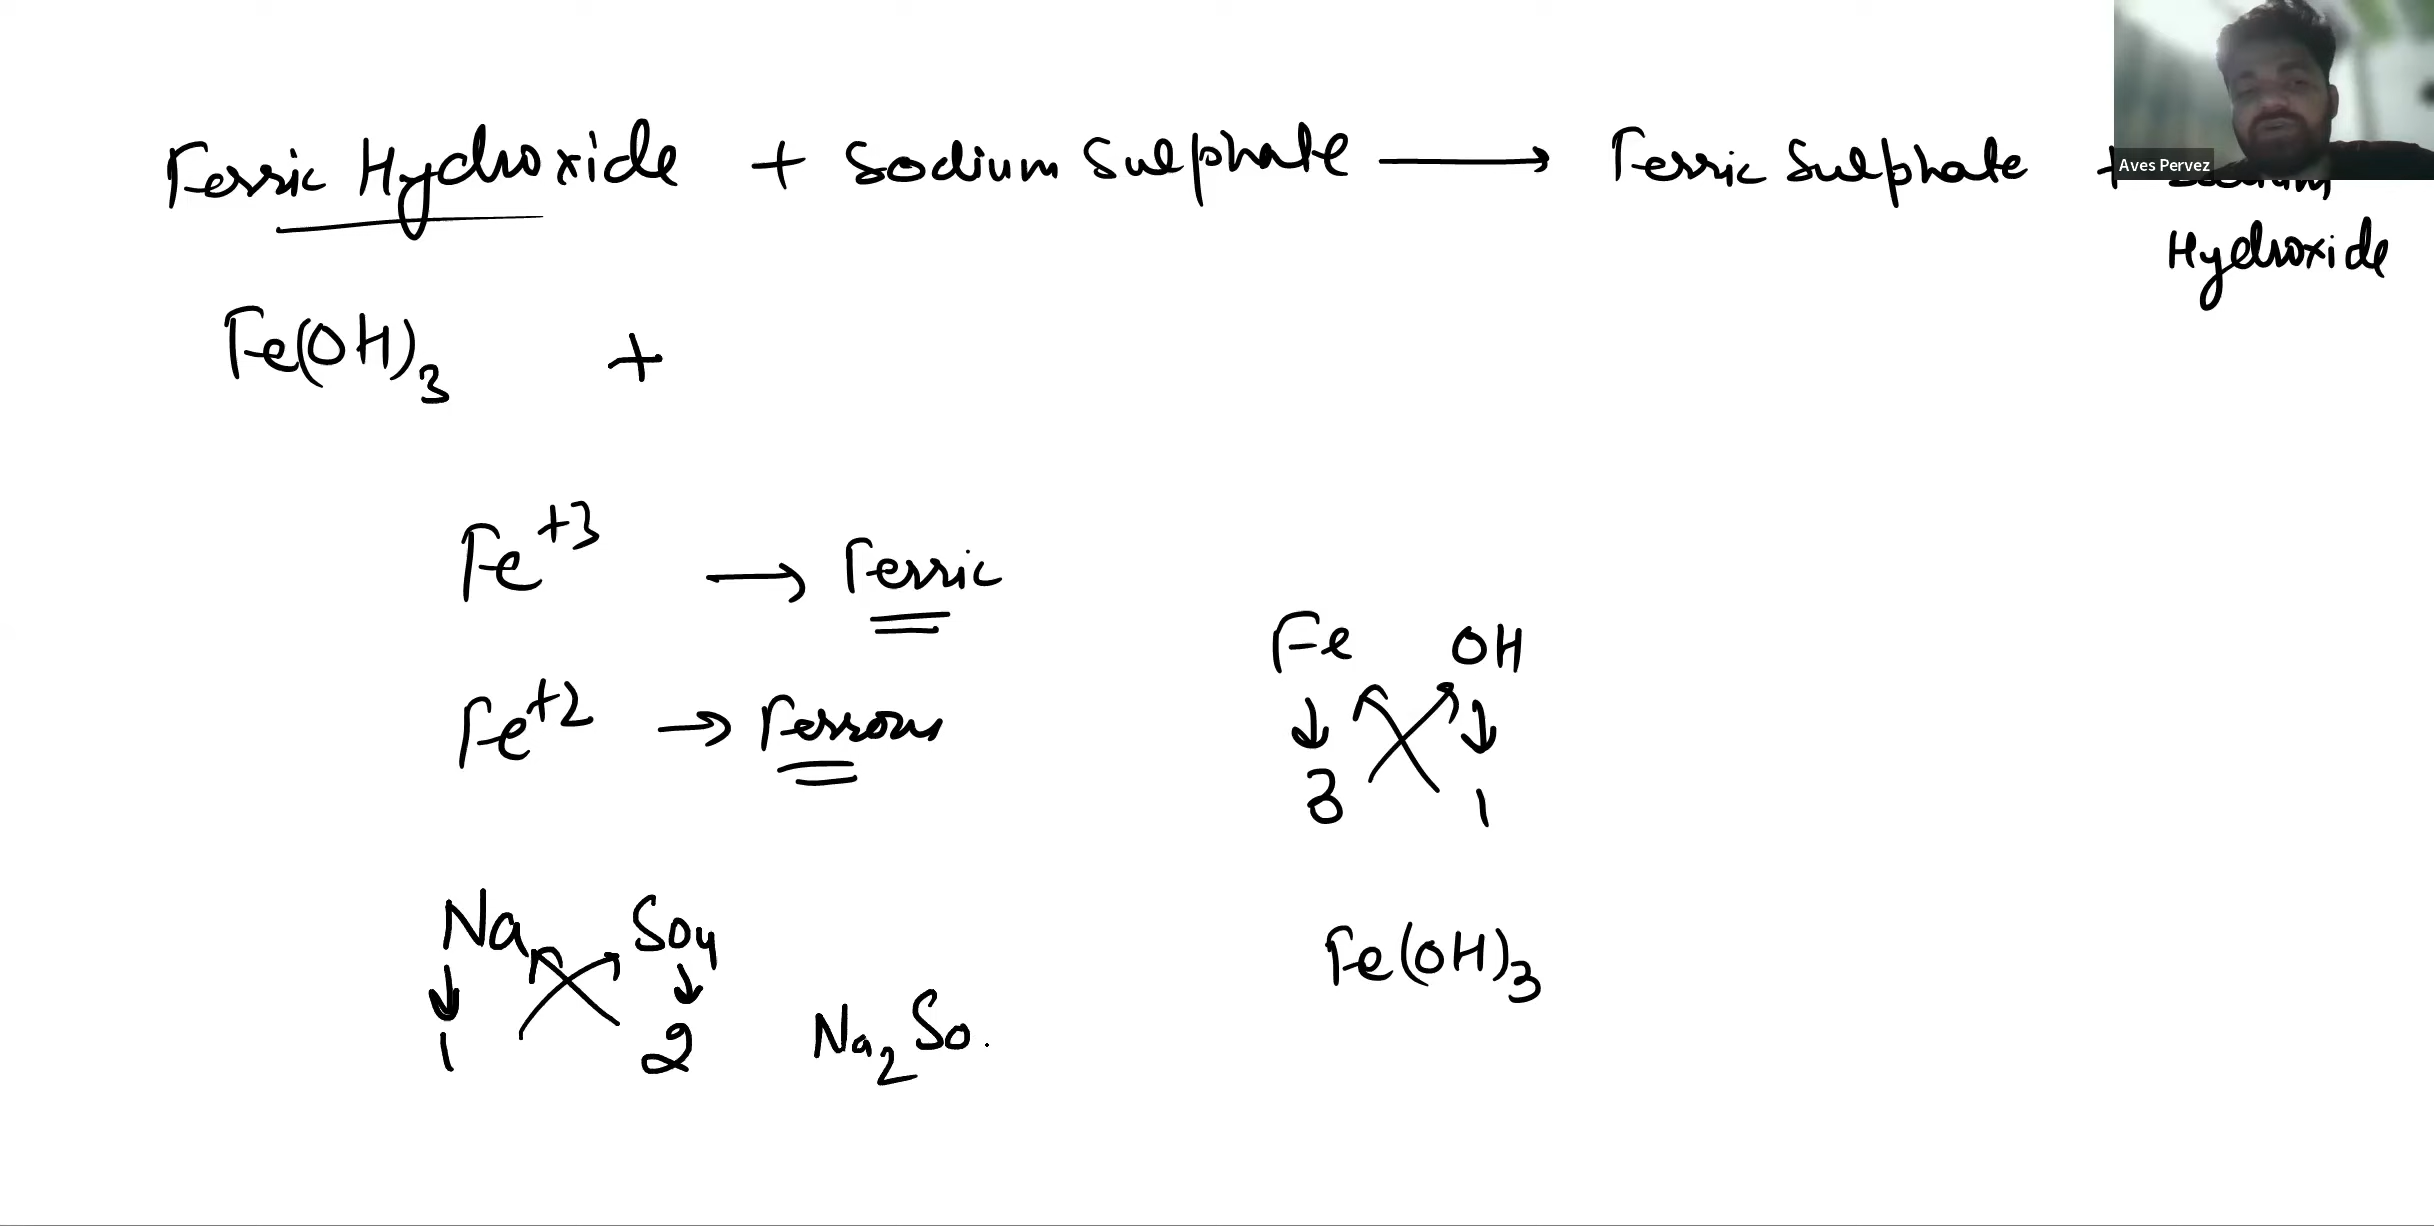 Ferric Hydroxide + Sodium Sulphate → Ferric Sulphate +
Hydroxide
Aves Pervez
Fe(OH)₃ +
Fe⁺³ → Ferric
Fe⁺² → Ferrous
Fe OH
↓ ↓
3 1
Na SO₄
↓ ↓
1 2
Na₂SO.
Fe(OH)₃